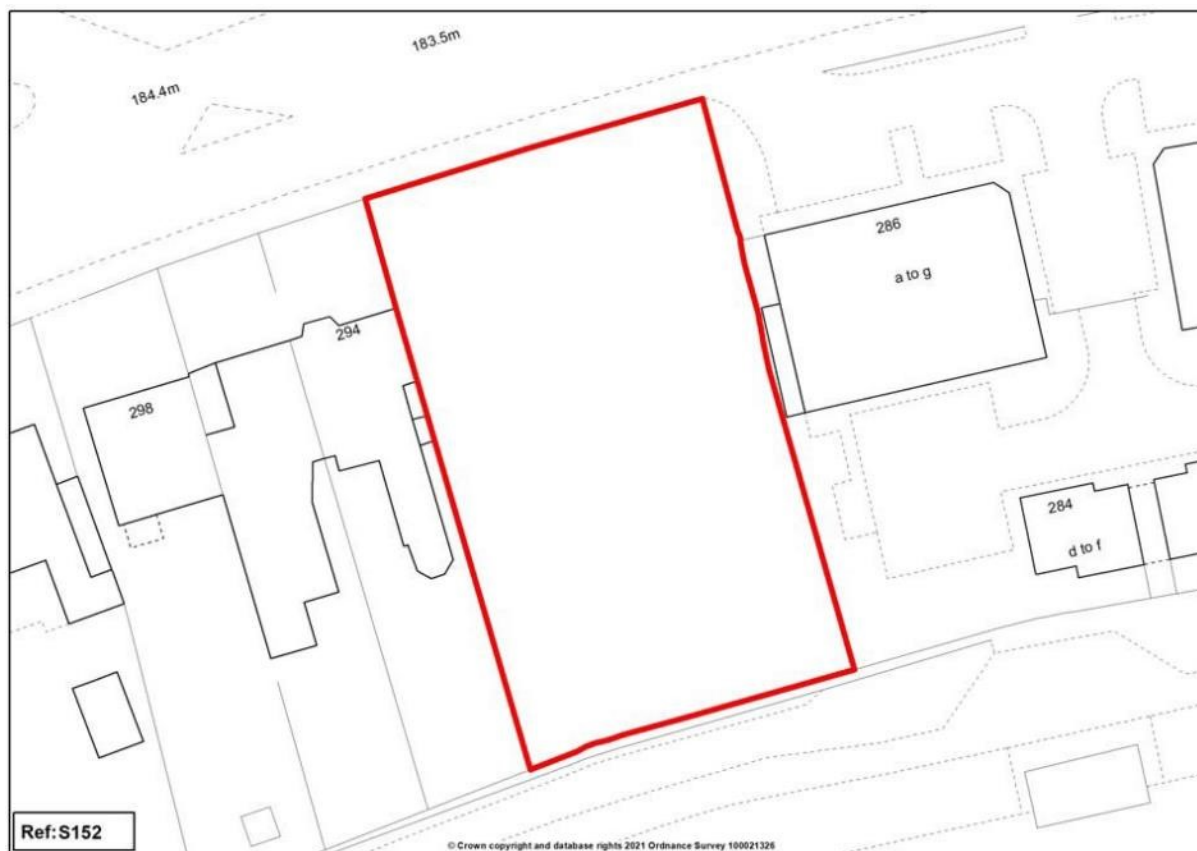 183.5m
184.4m
286
a to g
294
298
284
d to f
Ref:S152
© Crown copyright and database rights 2021 Ordnance Survey 100021326